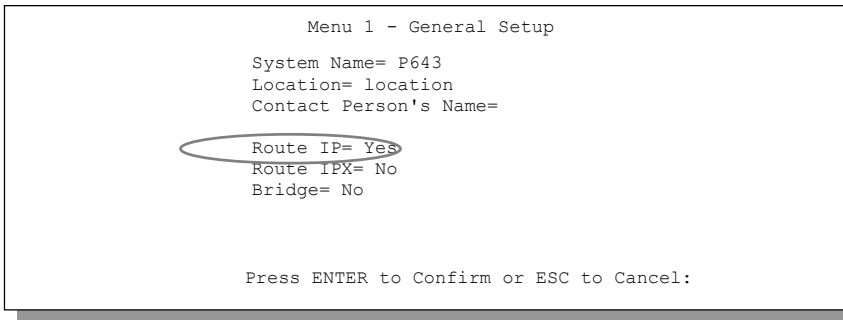 Menu 1 - General Setup
System Name= P643
Location= location
Contact Person's Name=
Route IP= Yes
Route IPX= No
Bridge= No
Press ENTER to Confirm or ESC to Cancel: